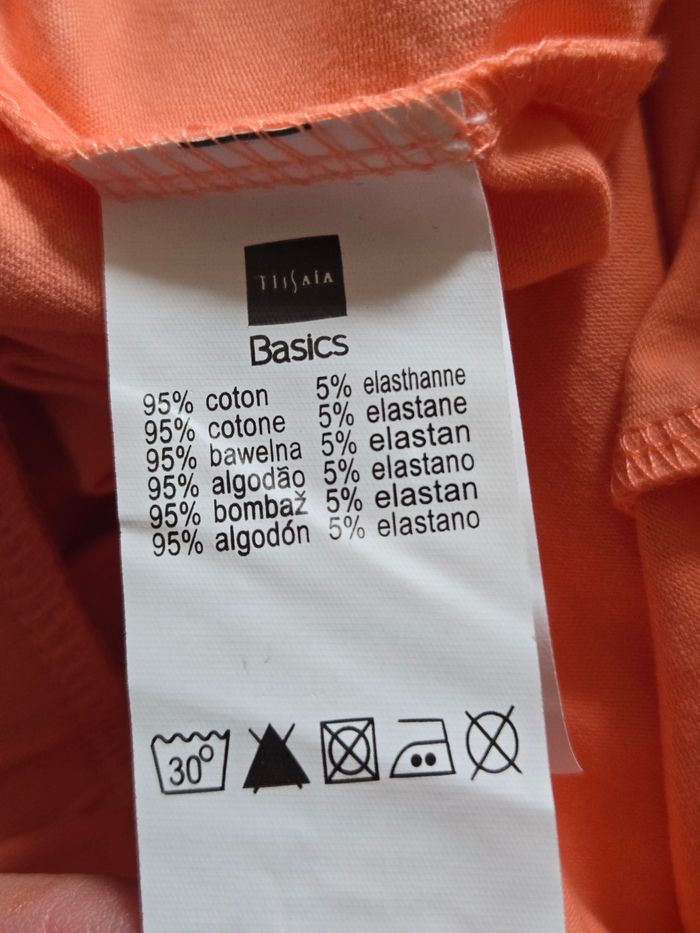 TISSAIA
Basics
95% coton 5% elasthanne
95% cotone 5% elastane
95% bawełna 5% elastan
95% algodão 5% elastano
95% bombaž 5% elastan
95% algodón 5% elastano
30°